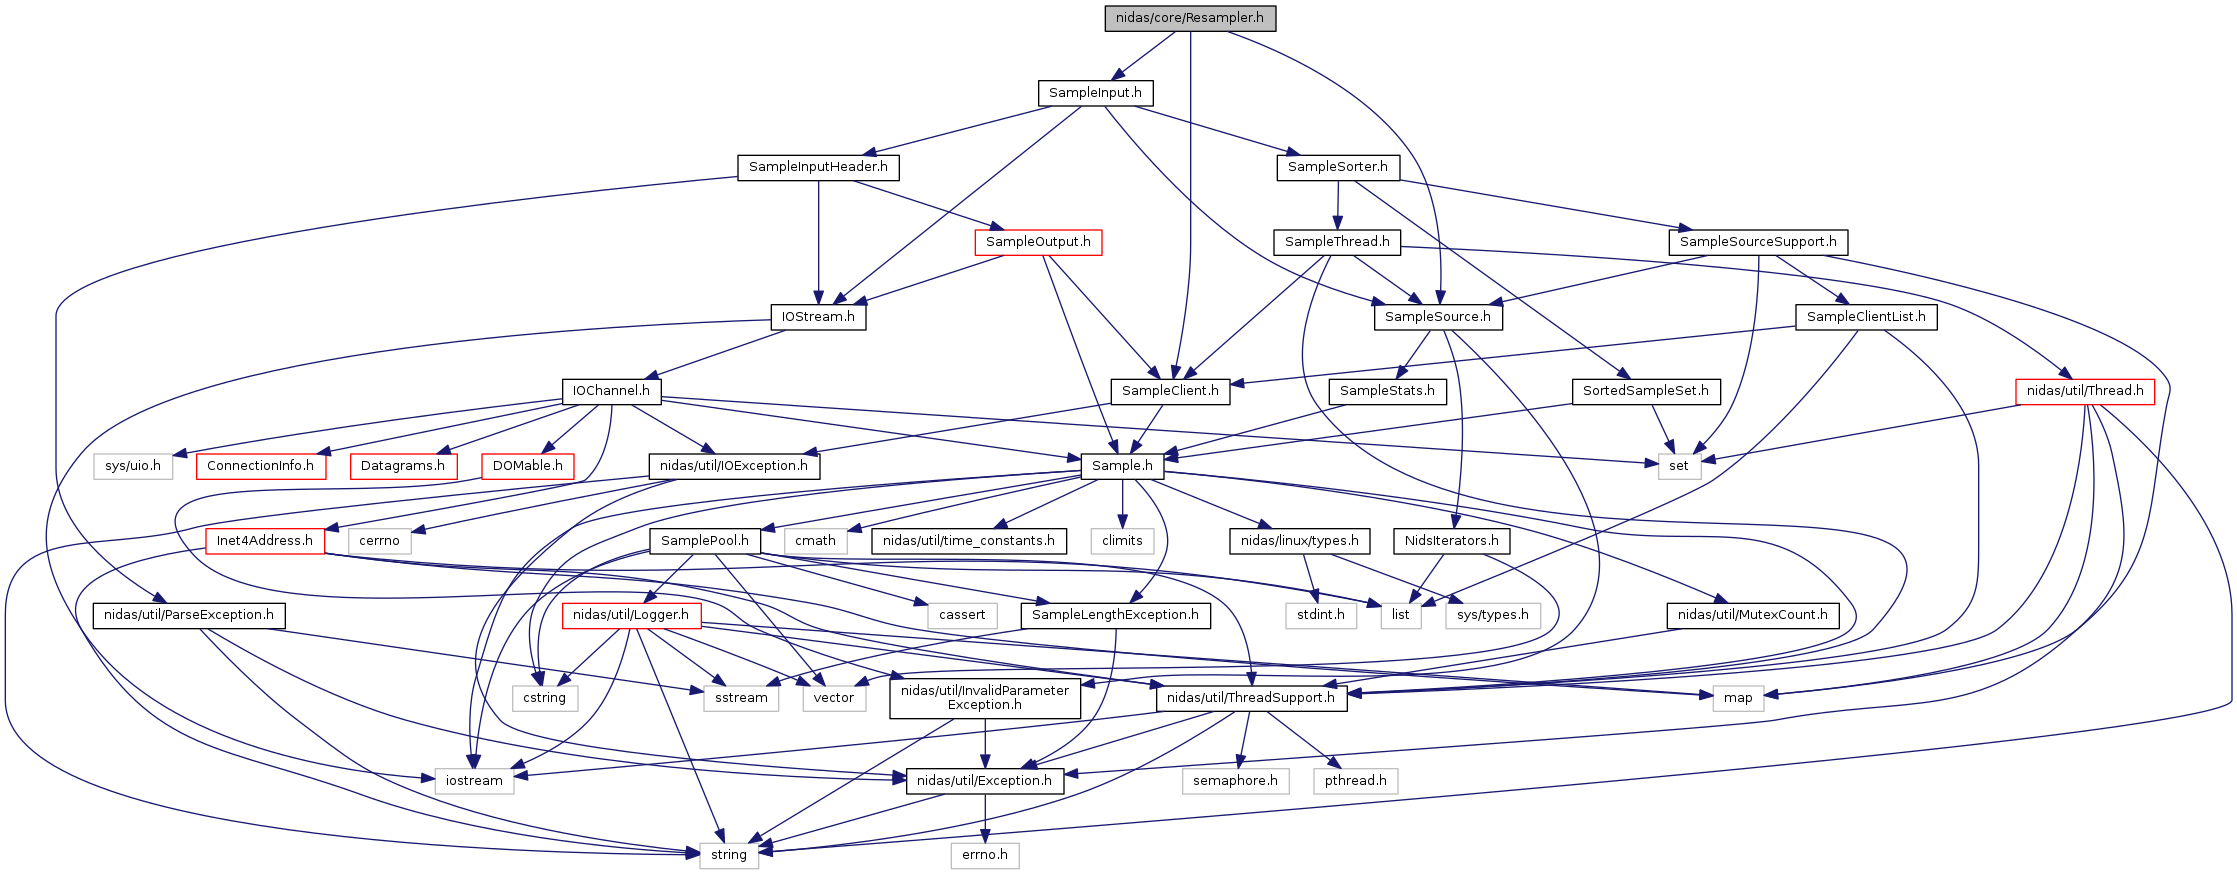 nidas/core/Resampler.h
SampleInput.h
SampleInputHeader.h
SampleSorter.h
SampleOutput.h
SampleThread.h
SampleSourceSupport.h
IOStream.h
SampleSource.h
SampleClientList.h
IOChannel.h
SampleClient.h
SampleStats.h
SortedSampleSet.h
nidas/util/Thread.h
sys/uio.h
ConnectionInfo.h
Datagrams.h
DOMable.h
nidas/util/IOException.h
Sample.h
set
Inet4Address.h
cerrno
SamplePool.h
cmath
nidas/util/time_constants.h
climits
nidas/linux/types.h
NidsIterators.h
nidas/util/ParseException.h
nidas/util/Logger.h
cassert
SampleLengthException.h
stdint.h
list
sys/types.h
nidas/util/MutexCount.h
cstring
sstream
vector
nidas/util/InvalidParameter
Exception.h
nidas/util/ThreadSupport.h
map
iostream
nidas/util/Exception.h
semaphore.h
pthread.h
string
errno.h